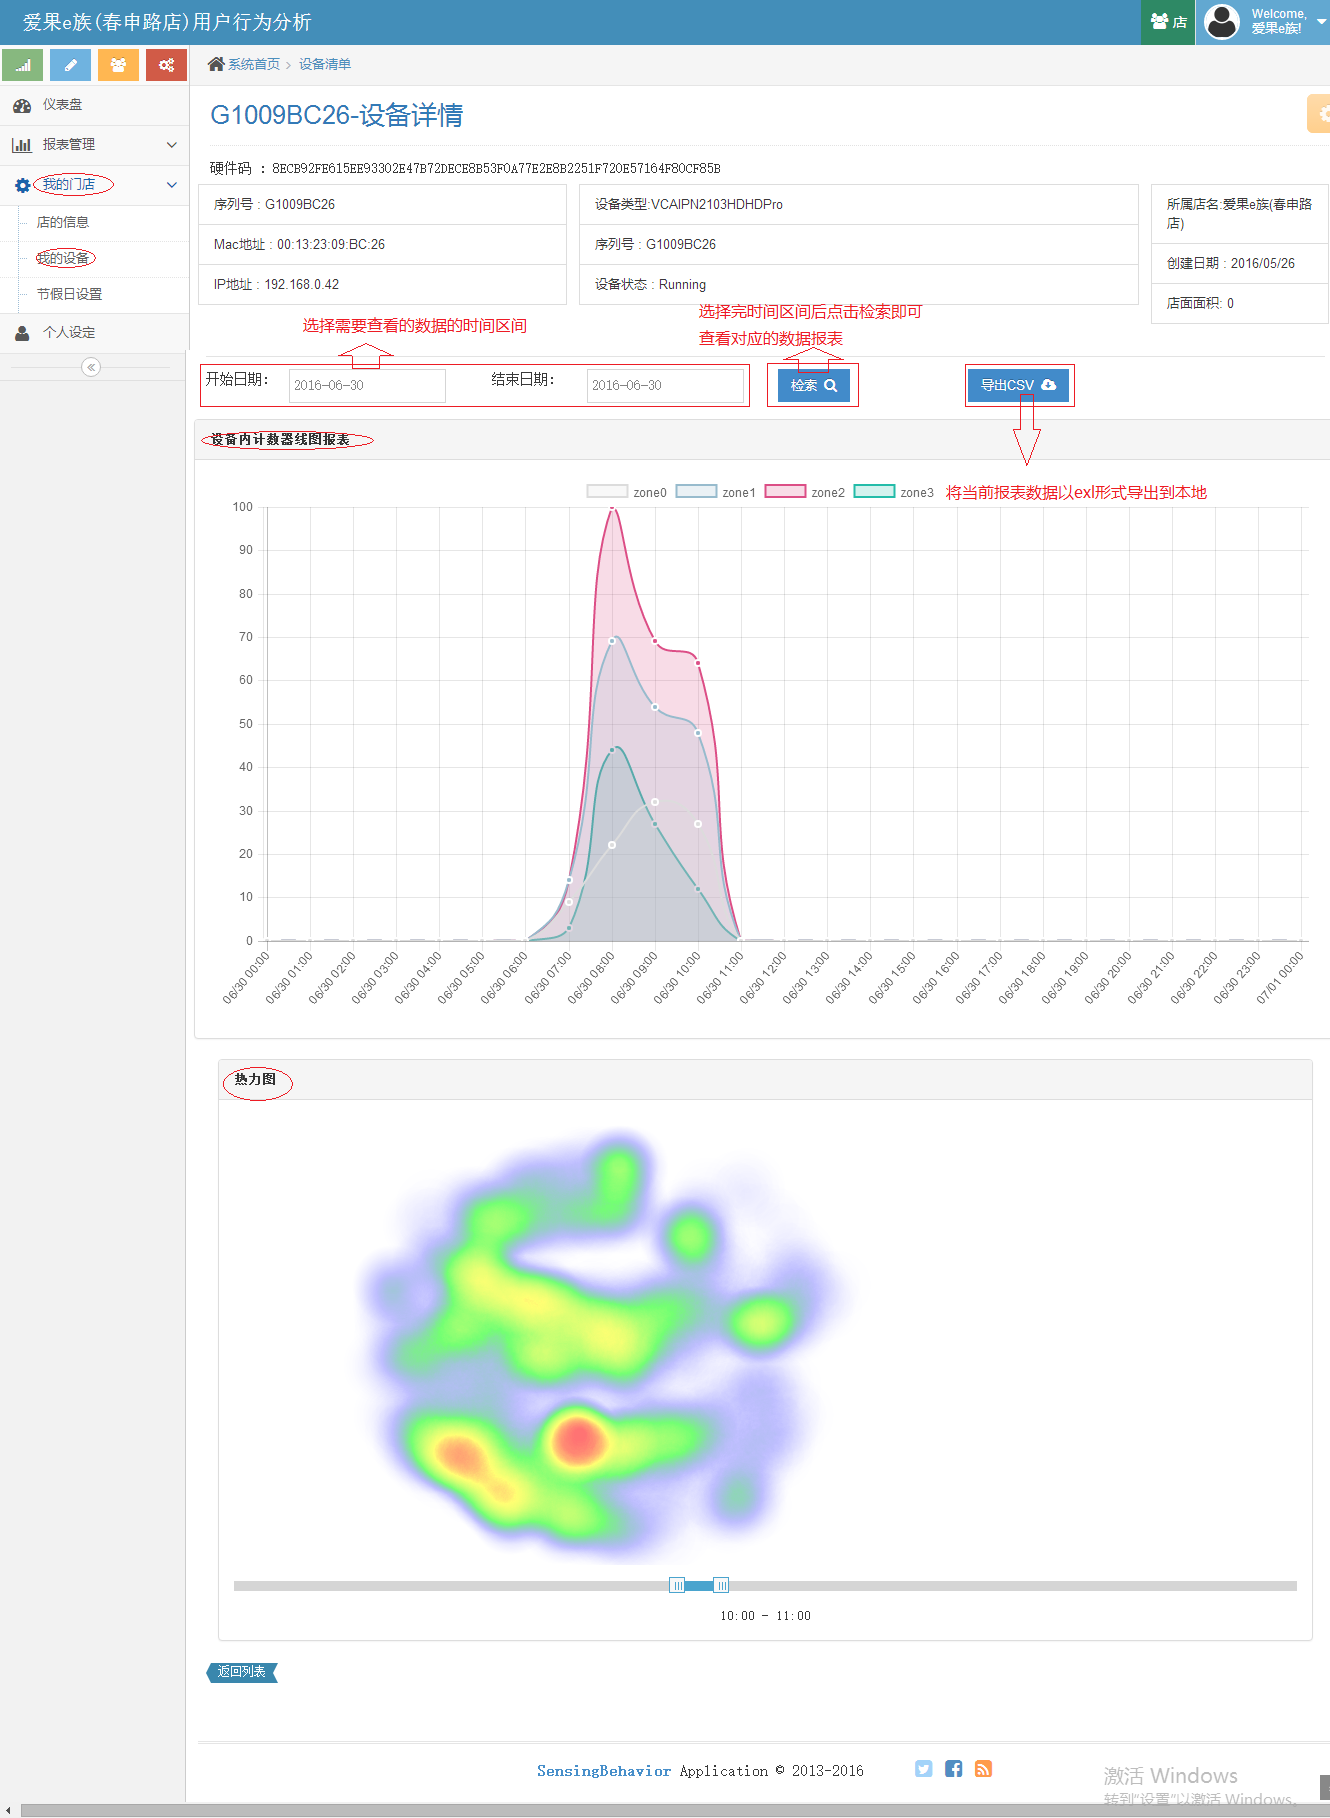 爱果e族(春申路店)用户行为分析
店
Welcome,
爱果e族!
系统首页 > 设备清单
仪表盘
报表管理
我的门店
店的信息
我的设备
节假日设置
个人设定
G1009BC26-设备详情
硬件码 : 8ECB92FE615EE93302E47B72DECE8B53F0A77E2E8B2251F720E57164F80CF85B
序列号 : G1009BC26
Mac地址 : 00:13:23:09:BC:26
IP地址 : 192.168.0.42
设备类型:VCAIPN2103HDHDPro
序列号 : G1009BC26
设备状态 : Running
所属店名:爱果e族(春申路
店)
创建日期 : 2016/05/26
店面面积: 0
选择需要查看的数据的时间区间
选择完时间区间后点击检索即可
查看对应的数据报表
开始日期: 2016-06-30 结束日期: 2016-06-30 检索 导出CSV
设备内计数器线图报表
zone0 zone1 zone2 zone3
将当前报表数据以exl形式导出到本地
100
90
80
70
60
50
40
30
20
10
0
06/30 00:00 06/30 01:00 06/30 02:00 06/30 03:00 06/30 04:00 06/30 05:00 06/30 06:00 06/30 07:00 06/30 08:00 06/30 09:00 06/30 10:00 06/30 11:00 06/30 12:00 06/30 13:00 06/30 14:00 06/30 15:00 06/30 16:00 06/30 17:00 06/30 18:00 06/30 19:00 06/30 20:00 06/30 21:00 06/30 22:00 06/30 23:00 07/01 00:00
热力图
10:00 - 11:00
返回列表
SensingBehavior Application © 2013-2016
激活 Windows
转到"设置"以激活 Windows。